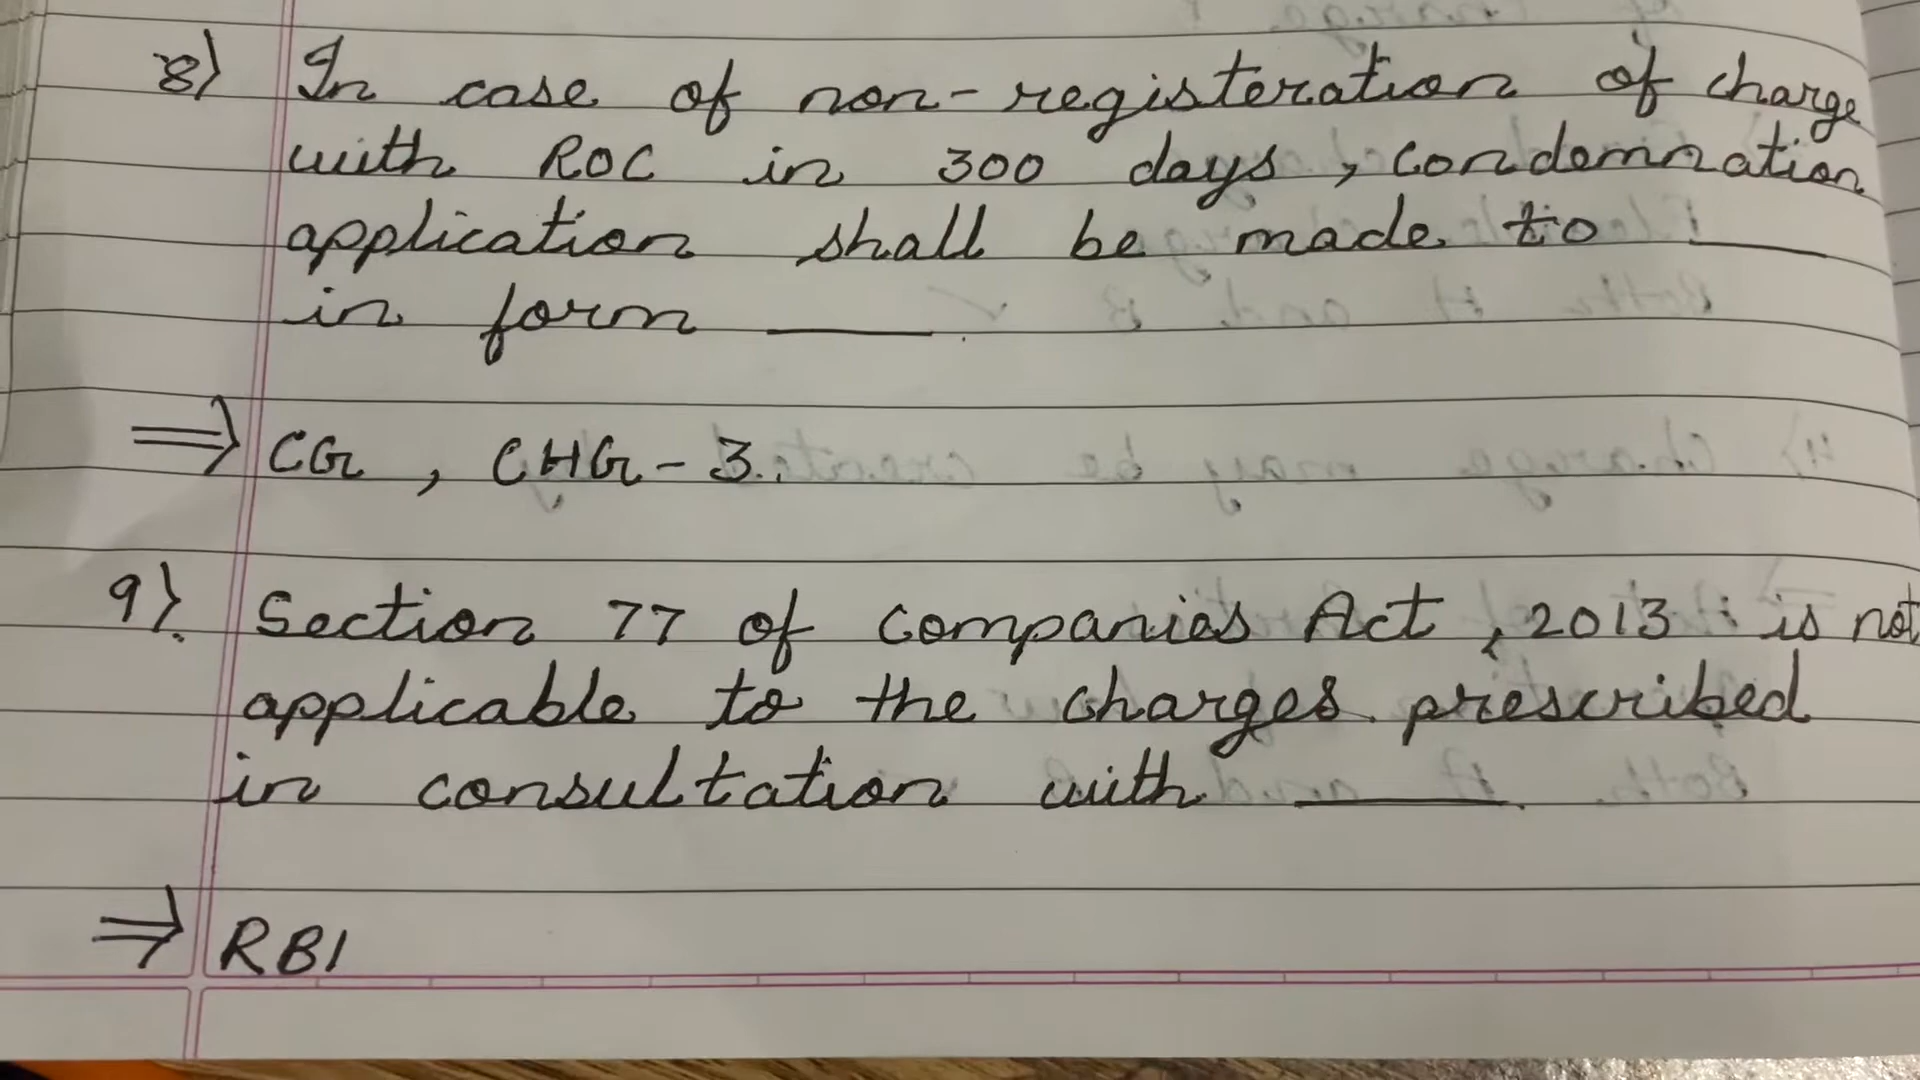 8) In case of non-registeration of charge
with ROC in 300 days, condemnation
application shall be made to ____
in form ____.
⇒ CG, CHG-3.
9). Section 77 of Companies Act, 2013 is not
applicable to the charges prescribed
in consultation with ____.
⇒ RBI